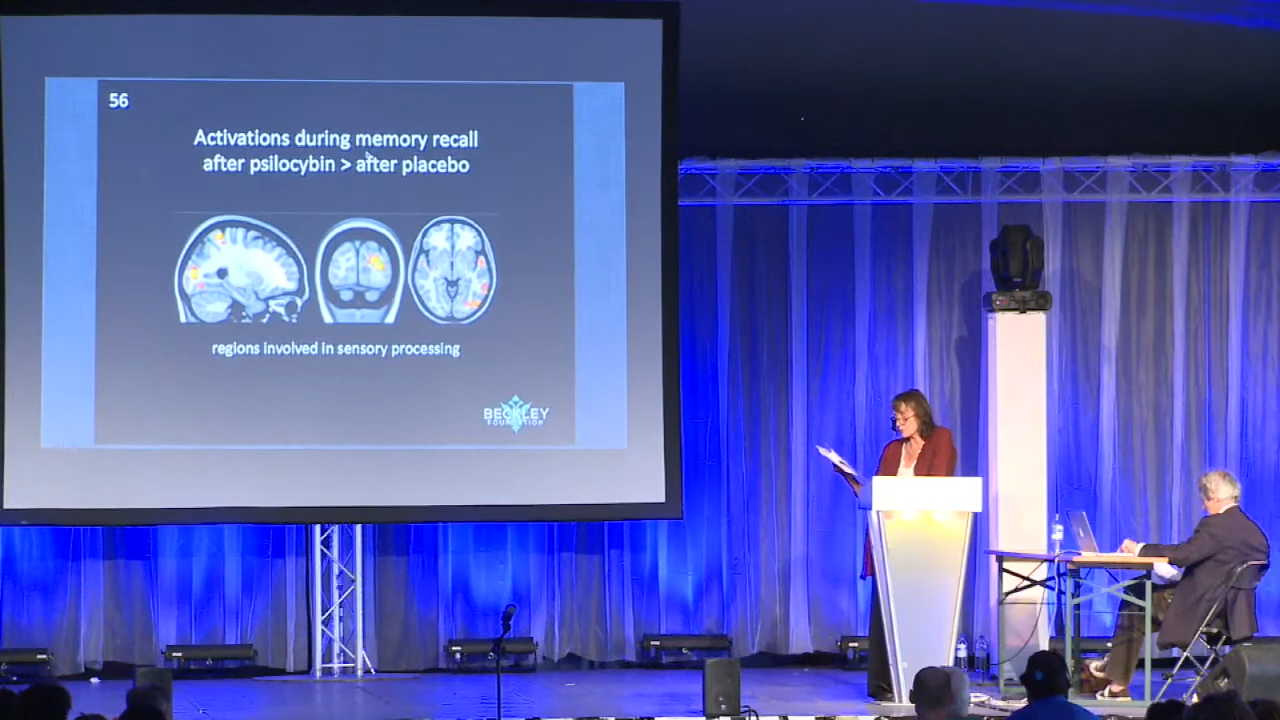 56
Activations during memory recall
after psilocybin > after placebo
regions involved in sensory processing
BECKLEY
FOUNDATION